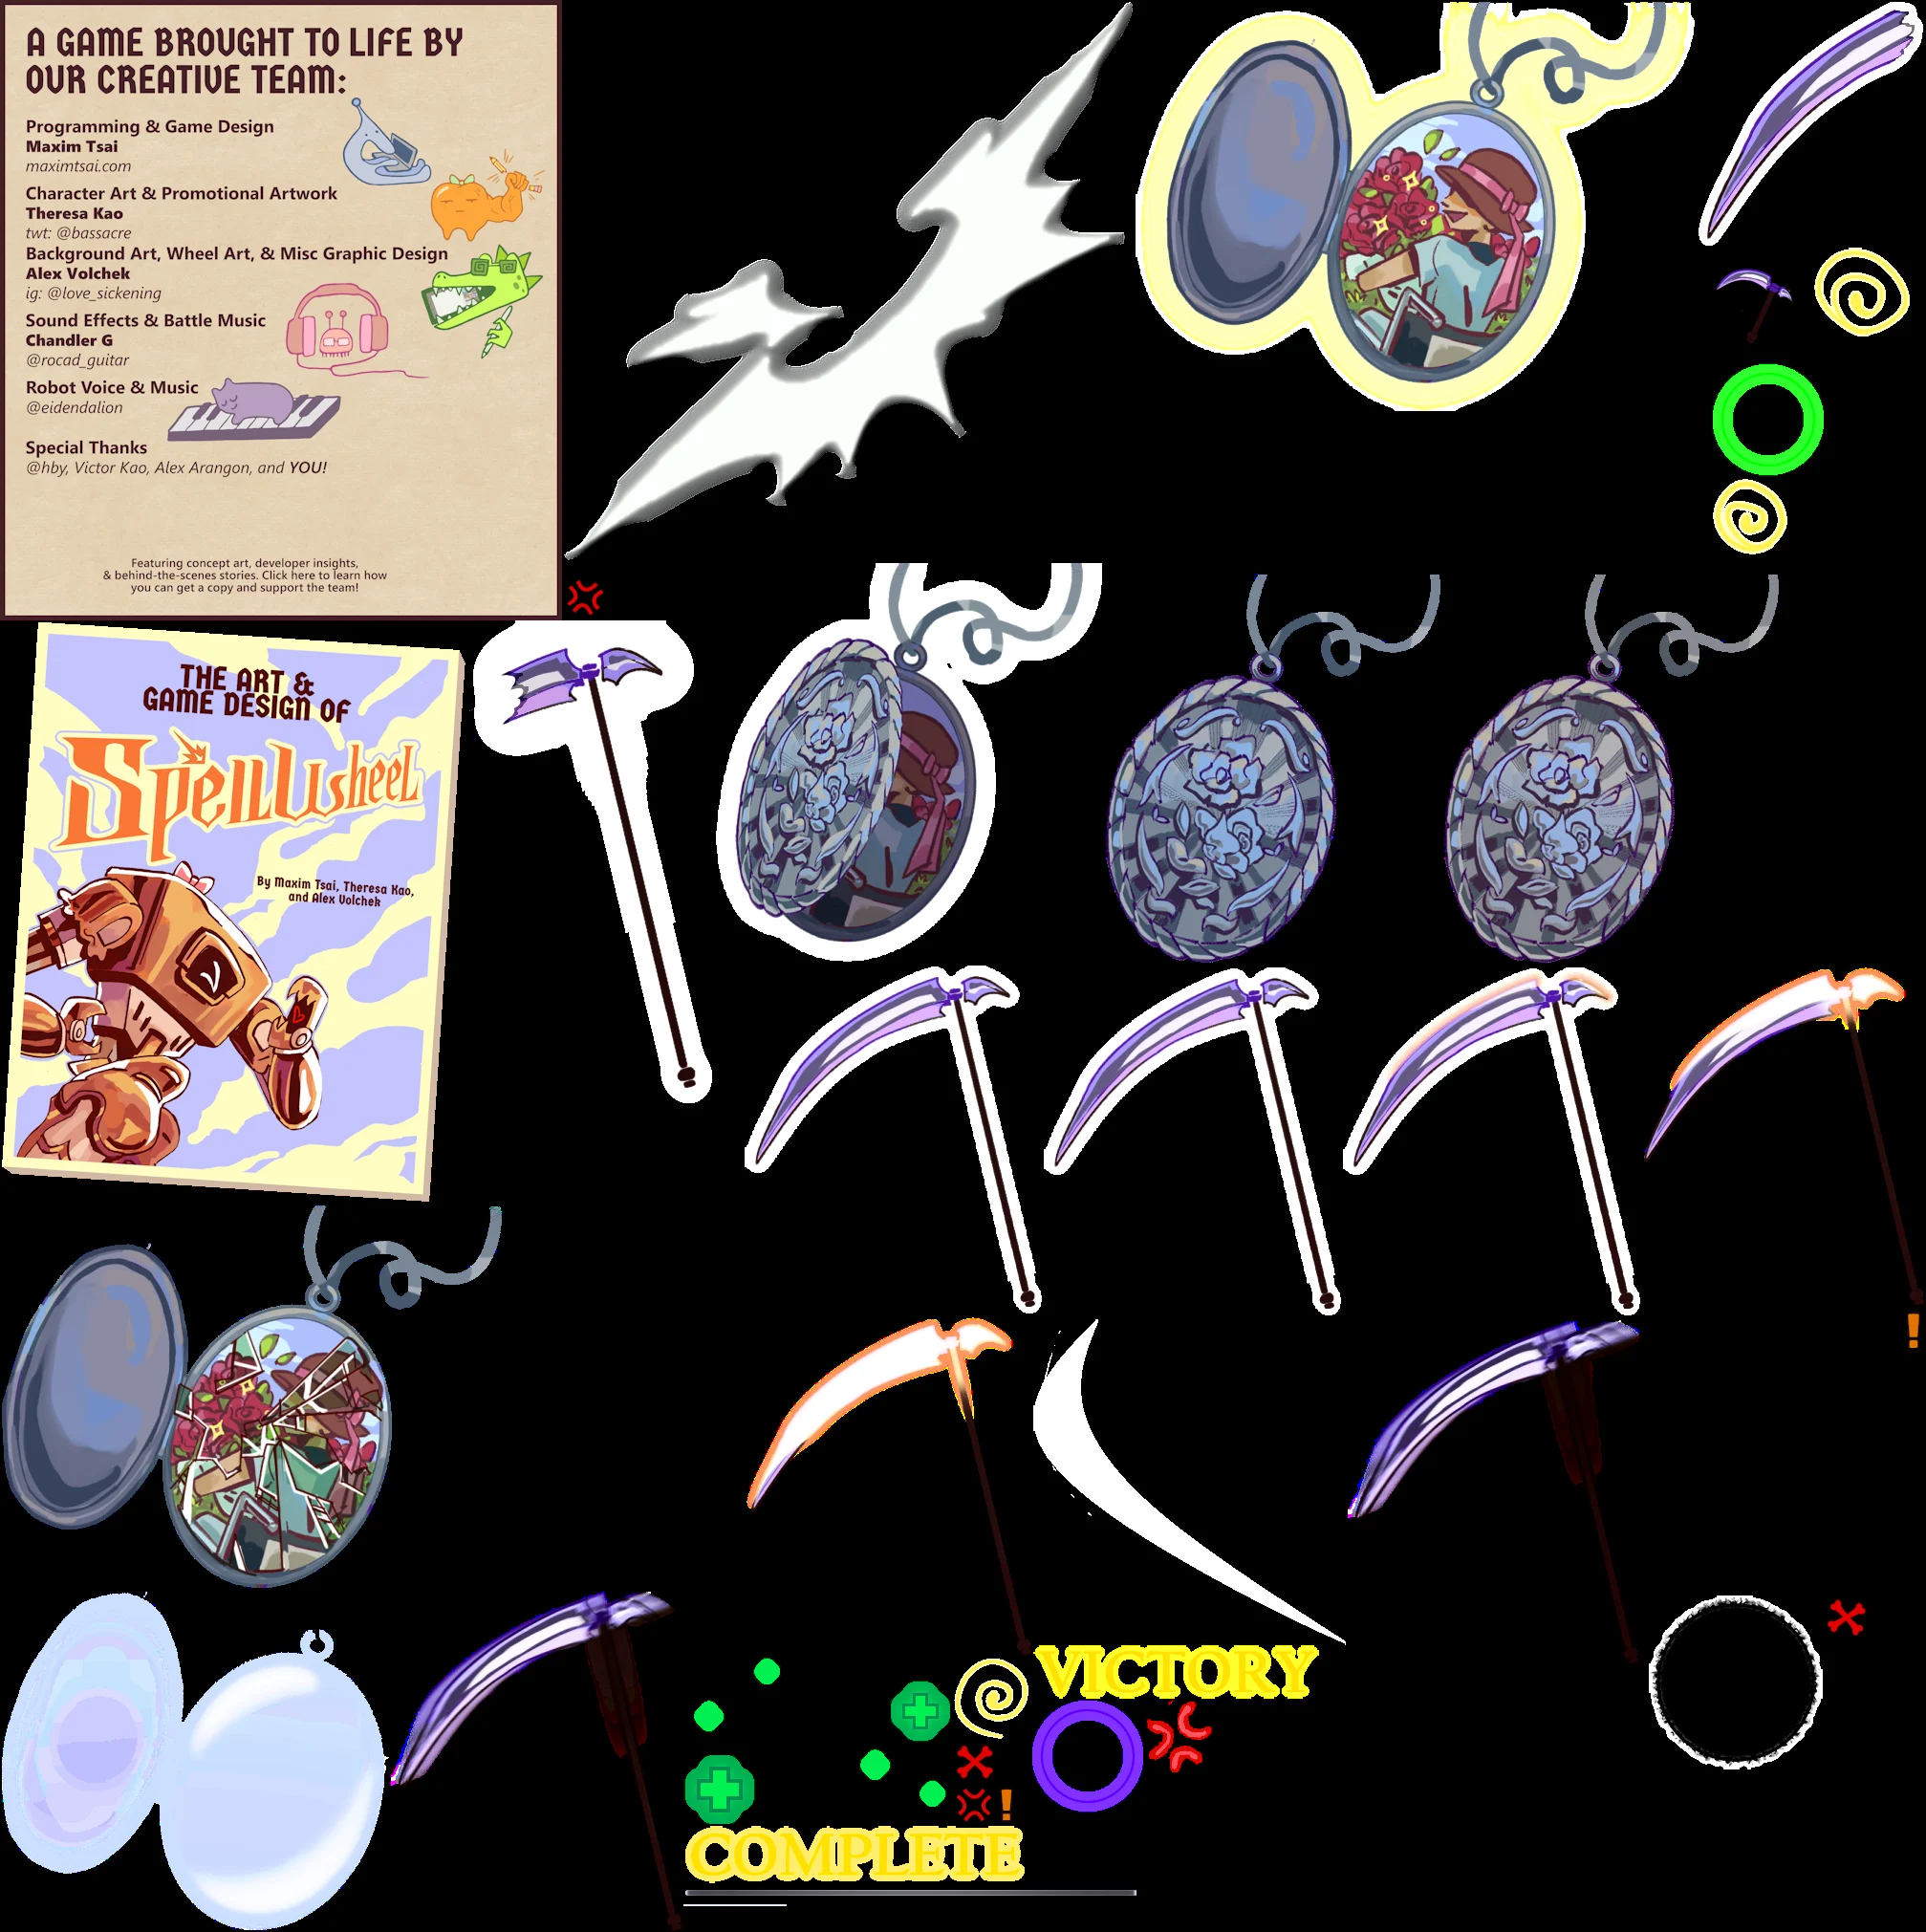 A GAME BROUGHT TO LIFE BY
OUR CREATIVE TEAM:
Programming & Game Design
Maxim Tsai
maximtsai.com
Character Art & Promotional Artwork
Theresa Kao
twt: @bassacre
Background Art, Wheel Art, & Misc Graphic Design
Alex Volchek
ig: @love_sickening
Sound Effects & Battle Music
Chandler G
@rocad_guitar
Robot Voice & Music
@eidendalion
Special Thanks
@hby, Victor Kao, Alex Arangon, and YOU!
Featuring concept art, developer insights,
& behind-the-scenes stories. Click here to learn how
you can get a copy and support the team!
THE ART &
GAME DESIGN OF
SpellWheel
By Maxim Tsai, Theresa Kao,
and Alex Volchek
!
VICTORY
!
COMPLETE